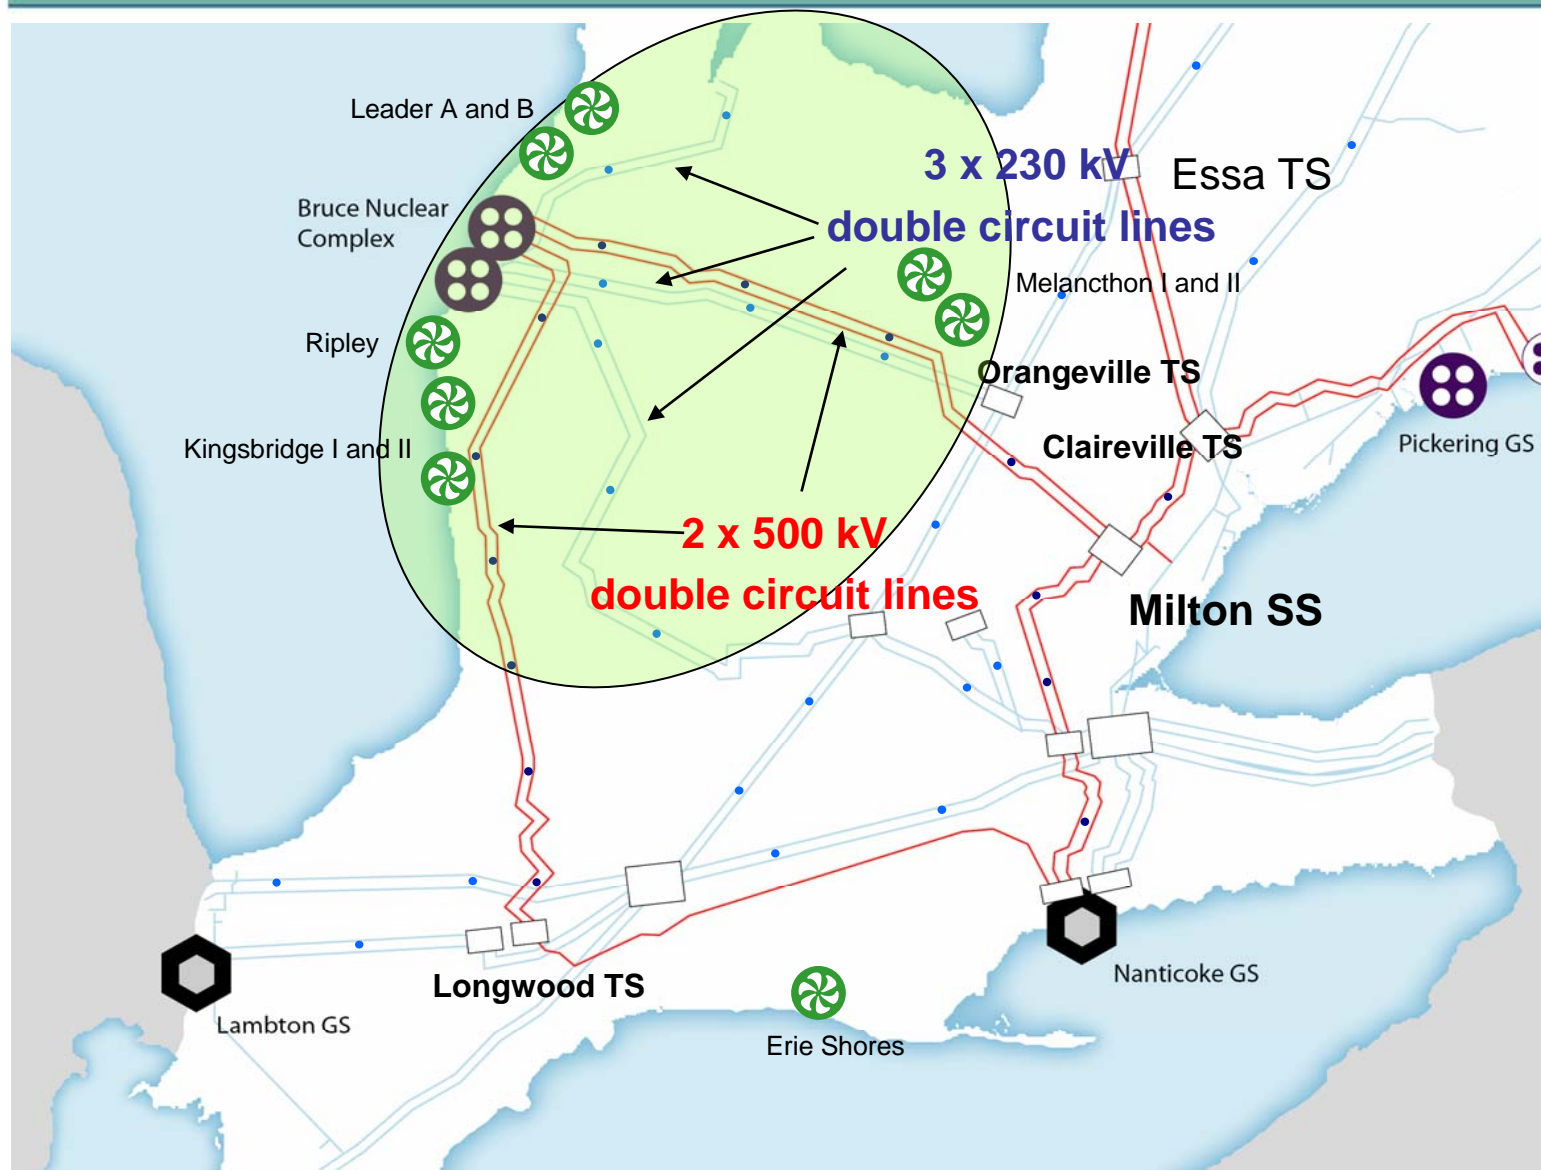 Leader A and B
3 x 230 kV
double circuit lines
Essa TS
Bruce Nuclear
Complex
Melancthon I and II
Ripley
Orangeville TS
Kingsbridge I and II
Claireville TS
Pickering GS
2 x 500 kV
double circuit lines
Milton SS
Longwood TS
Nanticoke GS
Lambton GS
Erie Shores